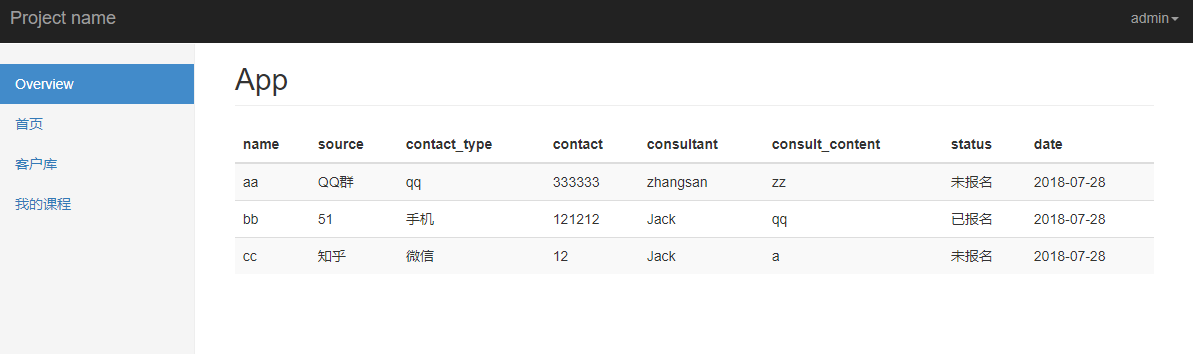 Project name admin
Overview
首页
客户库
我的课程
App
name source contact_type contact consultant consult_content status date
aa QQ群 qq 333333 zhangsan zz 未报名 2018-07-28
bb 51 手机 121212 Jack qq 已报名 2018-07-28
cc 知乎 微信 12 Jack a 未报名 2018-07-28